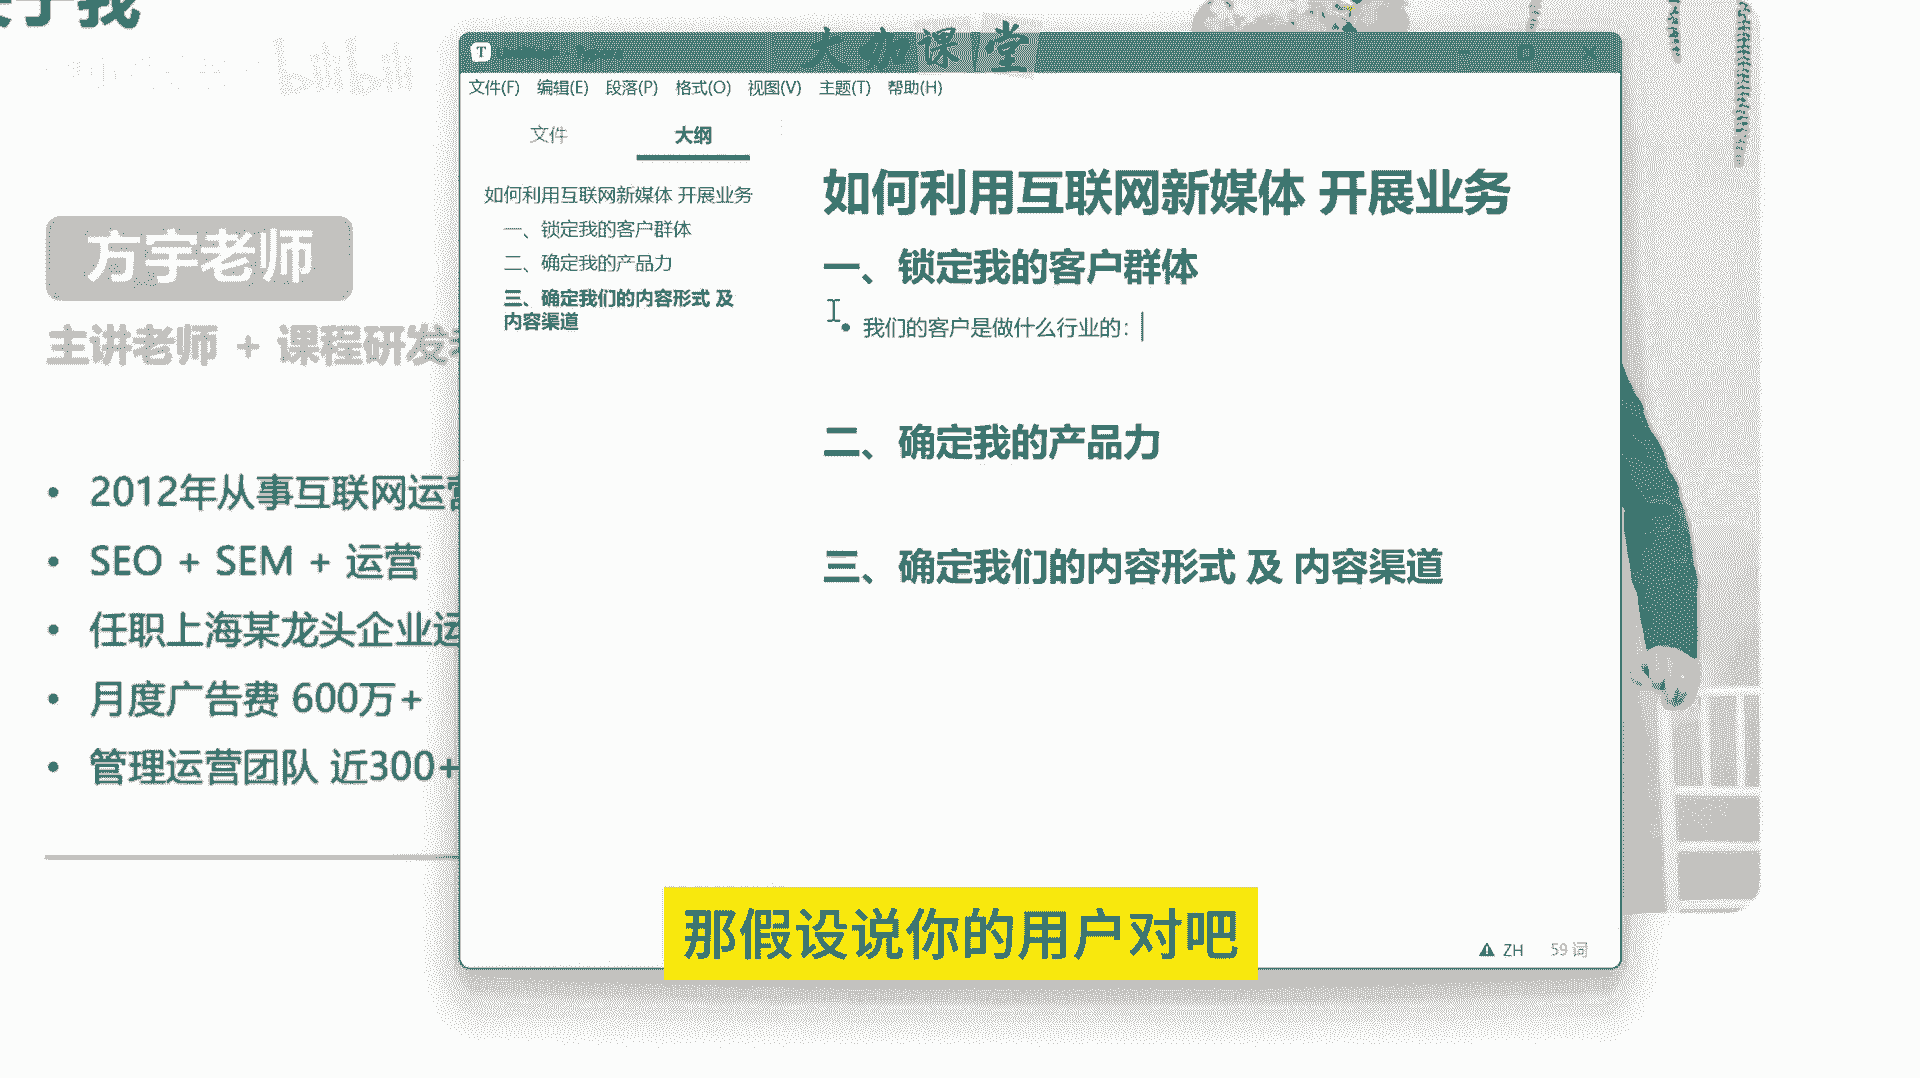 于我
bilibili
大咖课堂
T
文件(F) 编辑(E) 段落(P) 格式(O) 视图(V) 主题(T) 帮助(H)
文件 大纲
如何利用互联网新媒体 开展业务
一、锁定我的客户群体
二、确定我的产品力
三、确定我们的内容形式 及
内容渠道
如何利用互联网新媒体 开展业务
一、锁定我的客户群体
• 我们的客户是做什么行业的：
二、确定我的产品力
三、确定我们的内容形式 及 内容渠道
方宇老师
主讲老师 + 课程研发
• 2012年从事互联网运营
• SEO + SEM + 运营
• 任职上海某龙头企业运
• 月度广告费 600万+
• 管理运营团队 近300+
那假设说你的用户对吧
ZH 59 词